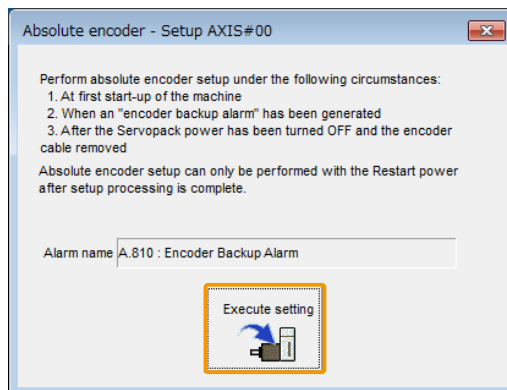 Absolute encoder - Setup AXIS#00
Perform absolute encoder setup under the following circumstances:
1. At first start-up of the machine
2. When an "encoder backup alarm" has been generated
3. After the Servopack power has been turned OFF and the encoder
cable removed
Absolute encoder setup can only be performed with the Restart power
after setup processing is complete.
Alarm name A.810 : Encoder Backup Alarm
Execute setting